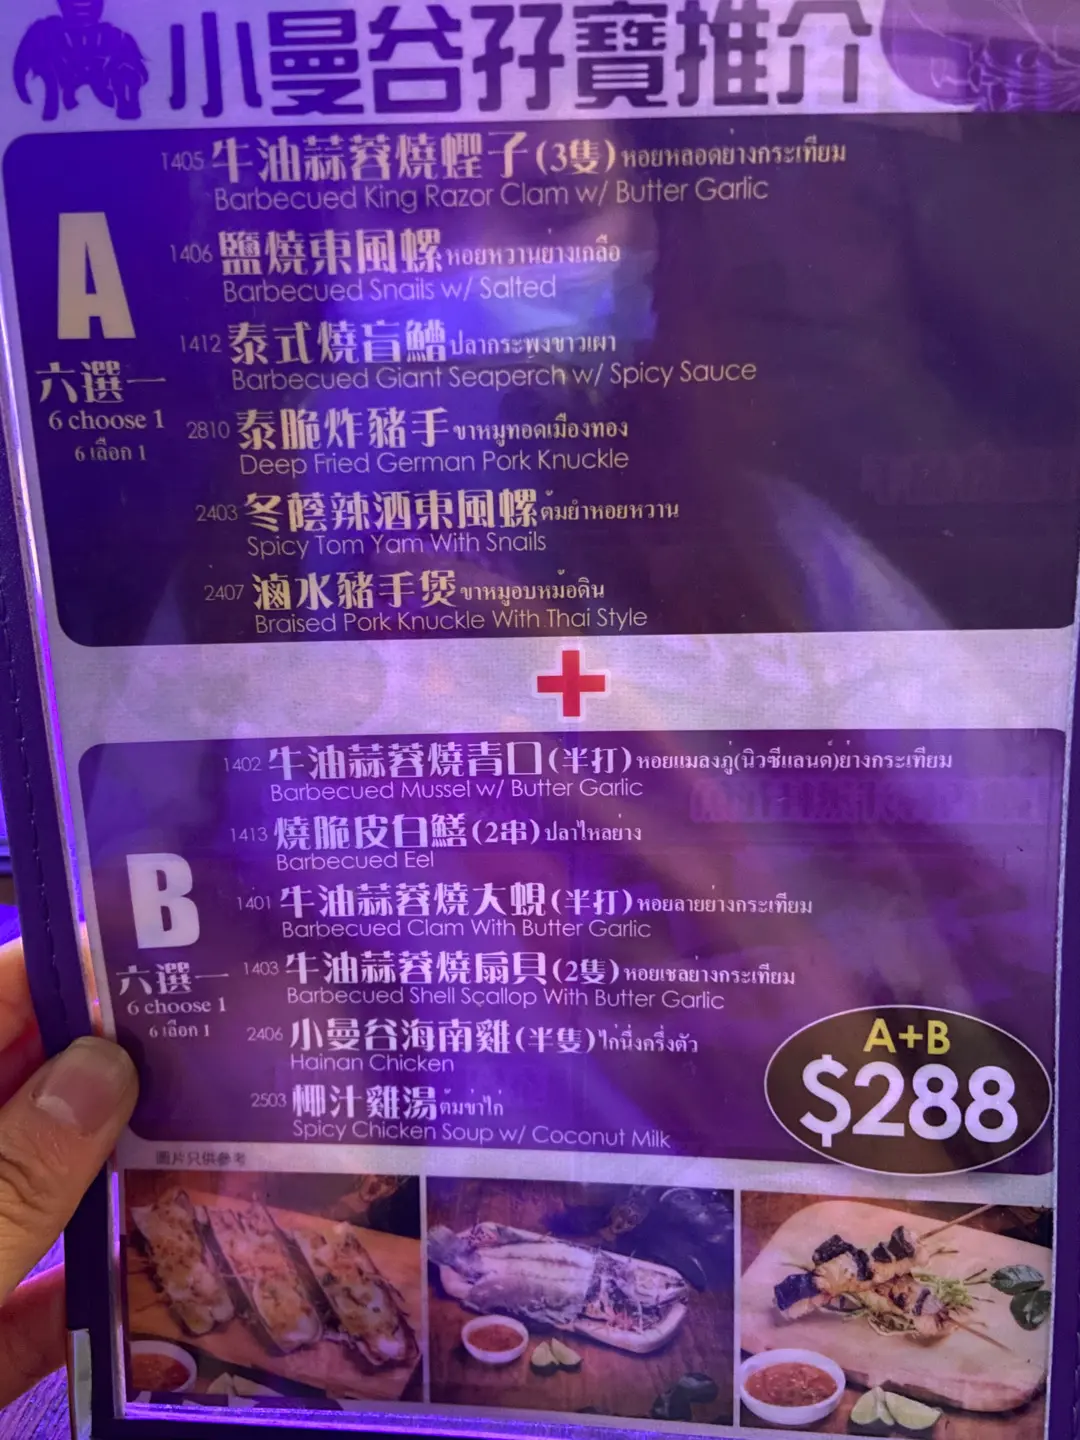 小曼谷孖寶推介
1405 牛油蒜蓉燒蟶子(3隻) หอยหลอดย่างกระเทียม
Barbecued King Razor Clam w/ Butter Garlic
1406 鹽燒東風螺 หอยหวานย่างเกลือ
Barbecued Snails w/ Salted
1412 泰式燒盲鰽 ปลากระพงขาวเผา
Barbecued Giant Seaperch w/ Spicy Sauce
2810 泰脆炸豬手 ขาหมูทอดเมืองทอง
Deep Fried German Pork Knuckle
2403 冬蔭辣酒東風螺 ต้มยำหอยหวาน
Spicy Tom Yam With Snails
2407 滷水豬手煲 ขาหมูอบหม้อดิน
Braised Pork Knuckle With Thai Style
A
六選一
6 choose 1
6 เลือก 1
+
1402 牛油蒜蓉燒青口(半打) หอยแมลงภู่(นิวซีแลนด์)ย่างกระเทียม
Barbecued Mussel w/ Butter Garlic
1413 燒脆皮白鱔(2串) ปลาไหลย่าง
Barbecued Eel
1401 牛油蒜蓉燒大蜆(半打) หอยลายย่างกระเทียม
Barbecued Clam With Butter Garlic
1403 牛油蒜蓉燒扇貝(2隻) หอยเชลย่างกระเทียม
Barbecued Shell Scallop With Butter Garlic
2406 小曼谷海南雞(半隻) ไก่นึ่งครึ่งตัว
Hainan Chicken
2503 椰汁雞湯 ต้มข่าไก่
Spicy Chicken Soup w/ Coconut Milk
B
六選一
6 choose 1
6 เลือก 1
A+B
$288
圖片只供參考